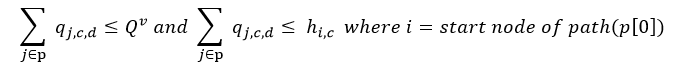 ∑_{j∈p} q_{j,c,d} ≤ Q^v and ∑_{j∈p} q_{j,c,d} ≤ h_{i,c} where i = start node of path(p[0])